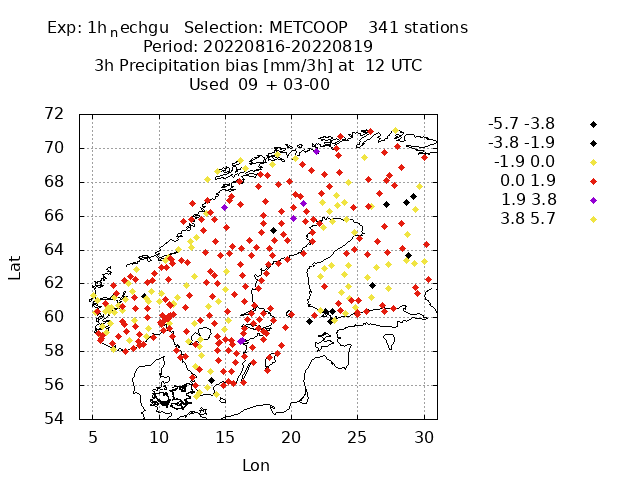 Exp: 1h_nechgu Selection: METCOOP 341 stations
Period: 20220816-20220819
3h Precipitation bias [mm/3h] at 12 UTC
Used 09 + 03-00
72
70
68
66
64
62
60
58
56
54
5 10 15 20 25 30
Lat
Lon
-5.7 -3.8
-3.8 -1.9
-1.9 0.0
0.0 1.9
1.9 3.8
3.8 5.7